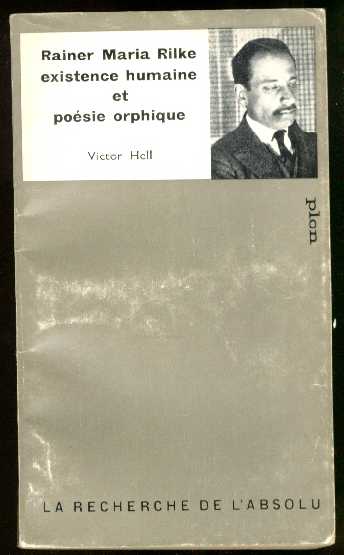 Rainer Maria Rilke
existence humaine
et
poésie orphique
Victor Hell
plon
LA RECHERCHE DE L'ABSOLU